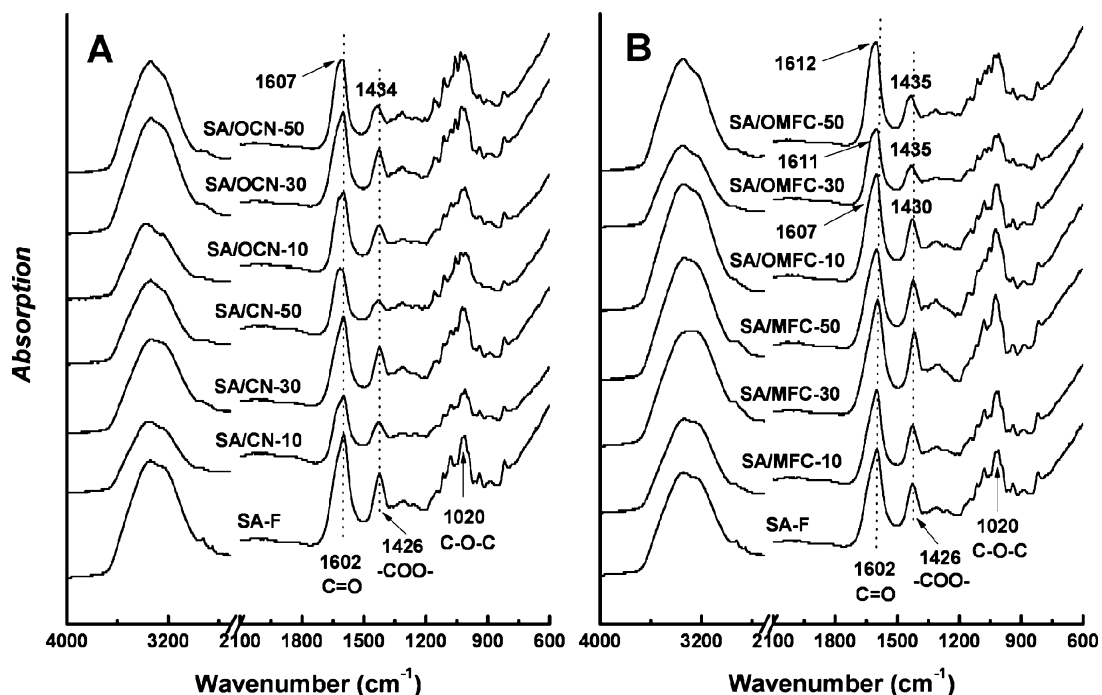 A
1607
1434
SA/OCN-50
SA/OCN-30
SA/OCN-10
SA/CN-50
SA/CN-30
SA/CN-10
SA-F
1020
C-O-C
1426
-COO-
1602
C=O
Absorption
4000 3200 2400 1800 1500 1200 900 600
Wavenumber (cm⁻¹)
B
1612
1435
SA/OMFC-50
1611
1435
SA/OMFC-30
1607
1430
SA/OMFC-10
SA/MFC-50
SA/MFC-30
SA/MFC-10
SA-F
1020
C-O-C
1426
-COO-
1602
C=O
4000 3200 1800 1500 1200 900 600
Wavenumber (cm⁻¹)